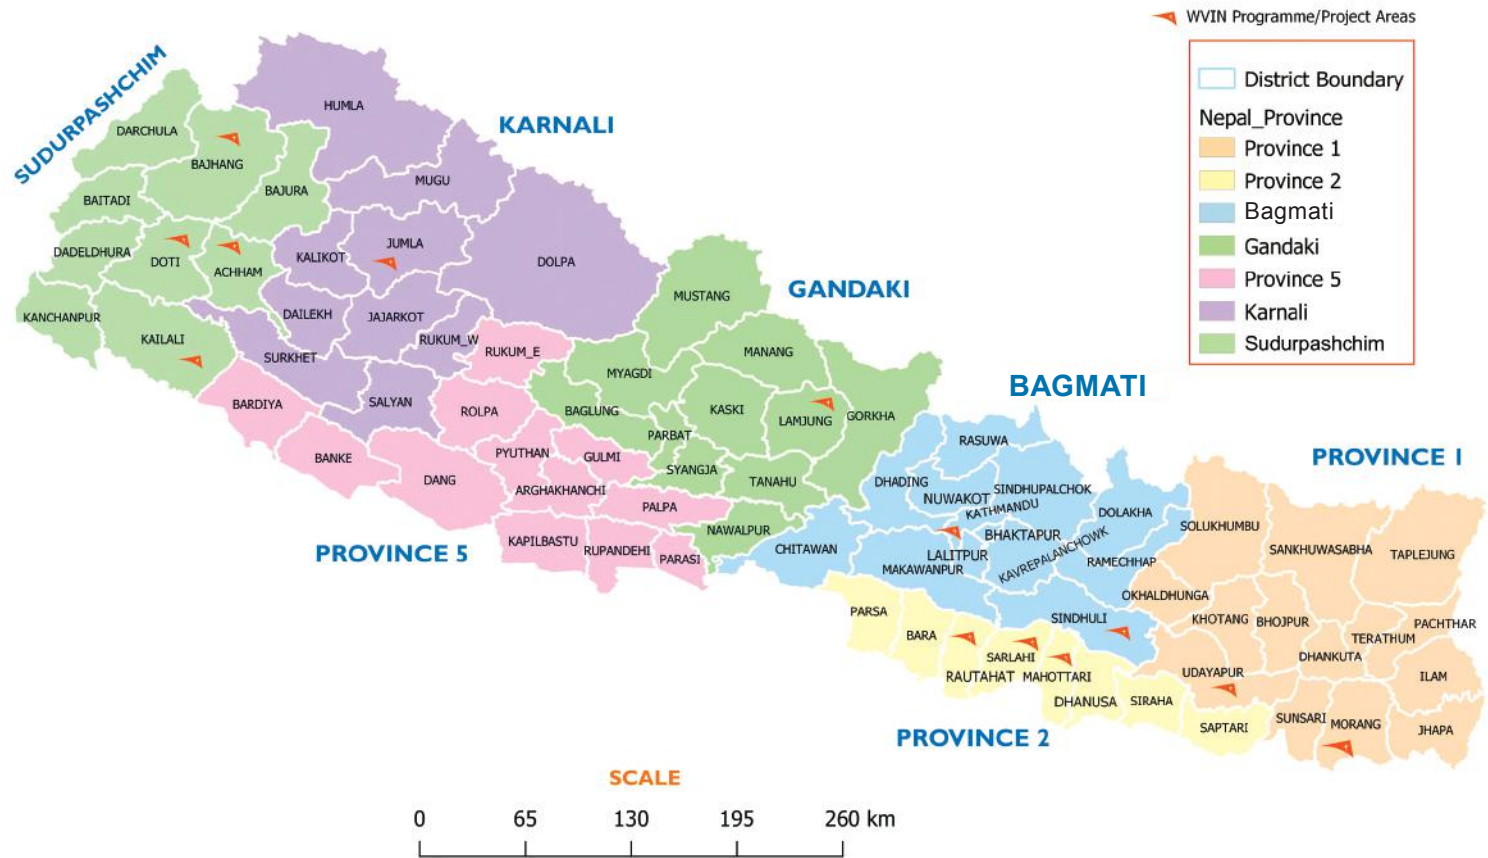 WVIN Programme/Project Areas
District Boundary
Nepal_Province
Province 1
Province 2
Bagmati
Gandaki
Province 5
Karnali
Sudurpashchim
SUDURPASHCHIM
DARCHULA
BAJHANG
BAITADI
BAJURA
DADELDHURA
DOTI
ACHHAM
KANCHANPUR
KAILALI
KARNALI
HUMLA
MUGU
JUMLA
KALIKOT
DOLPA
DAILEKH
JAJARKOT
RUKUM_W
SURKHET
SALYAN
PROVINCE 5
RUKUM_E
BARDIYA
ROLPA
BANKE
PYUTHAN
GULMI
DANG
ARGHAKHANCHI
PALPA
KAPILBASTU
RUPANDEHI
PARASI
GANDAKI
MUSTANG
MANANG
MYAGDI
BAGLUNG
KASKI
LAMJUNG
GORKHA
PARBAT
SYANGJA
TANAHU
NAWALPUR
BAGMATI
RASUWA
DHADING
NUWAKOT
SINDHUPALCHOK
KATHMANDU
DOLAKHA
BHAKTAPUR
CHITAWAN
LALITPUR
KAVREPALANCHOWK
MAKAWANPUR
RAMECHHAP
SINDHULI
PROVINCE 1
SOLUKHUMBU
SANKHUWASABHA
TAPLEJUNG
OKHALDHUNGA
KHOTANG
BHOJPUR
PACHTHAR
TERATHUM
DHANKUTA
UDAYAPUR
ILAM
SUNSARI
MORANG
JHAPA
PROVINCE 2
PARSA
BARA
SARLAHI
RAUTAHAT
MAHOTTARI
DHANUSA
SIRAHA
SAPTARI
SCALE
0 65 130 195 260 km